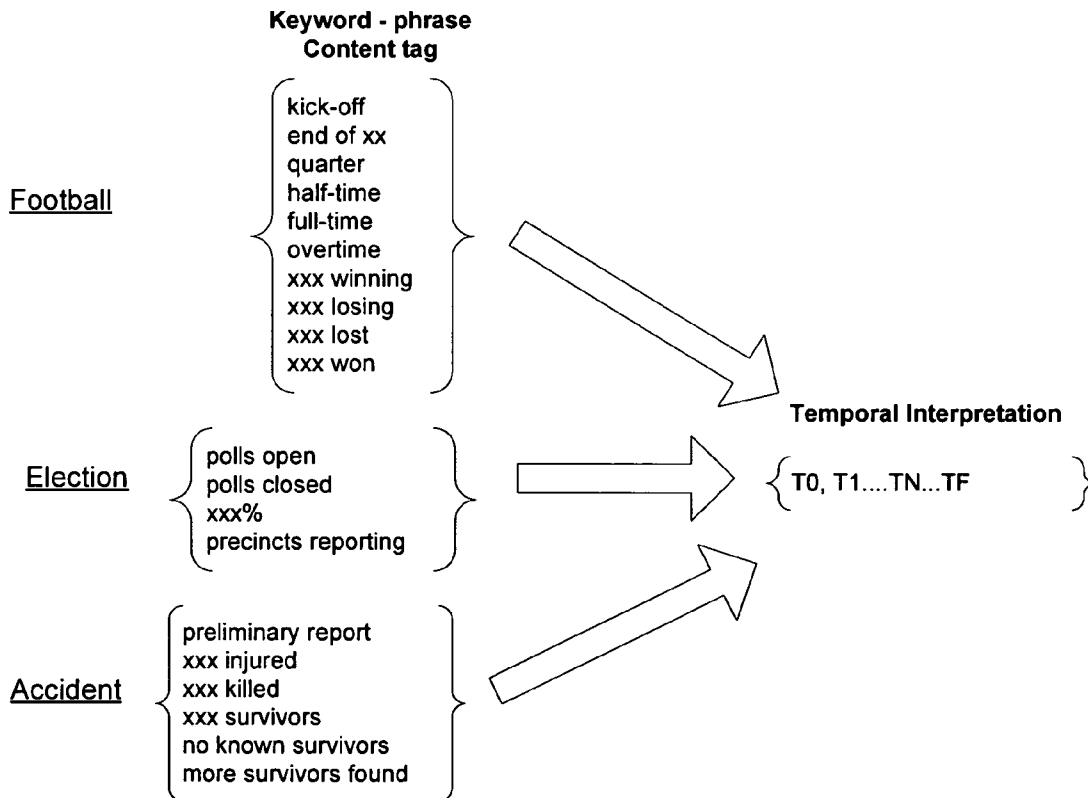 Keyword - phrase
Content tag
Football
kick-off
end of xx
quarter
half-time
full-time
overtime
xxx winning
xxx losing
xxx lost
xxx won
Election
polls open
polls closed
xxx%
precincts reporting
Accident
preliminary report
xxx injured
xxx killed
xxx survivors
no known survivors
more survivors found
Temporal Interpretation
T0, T1....TN...TF